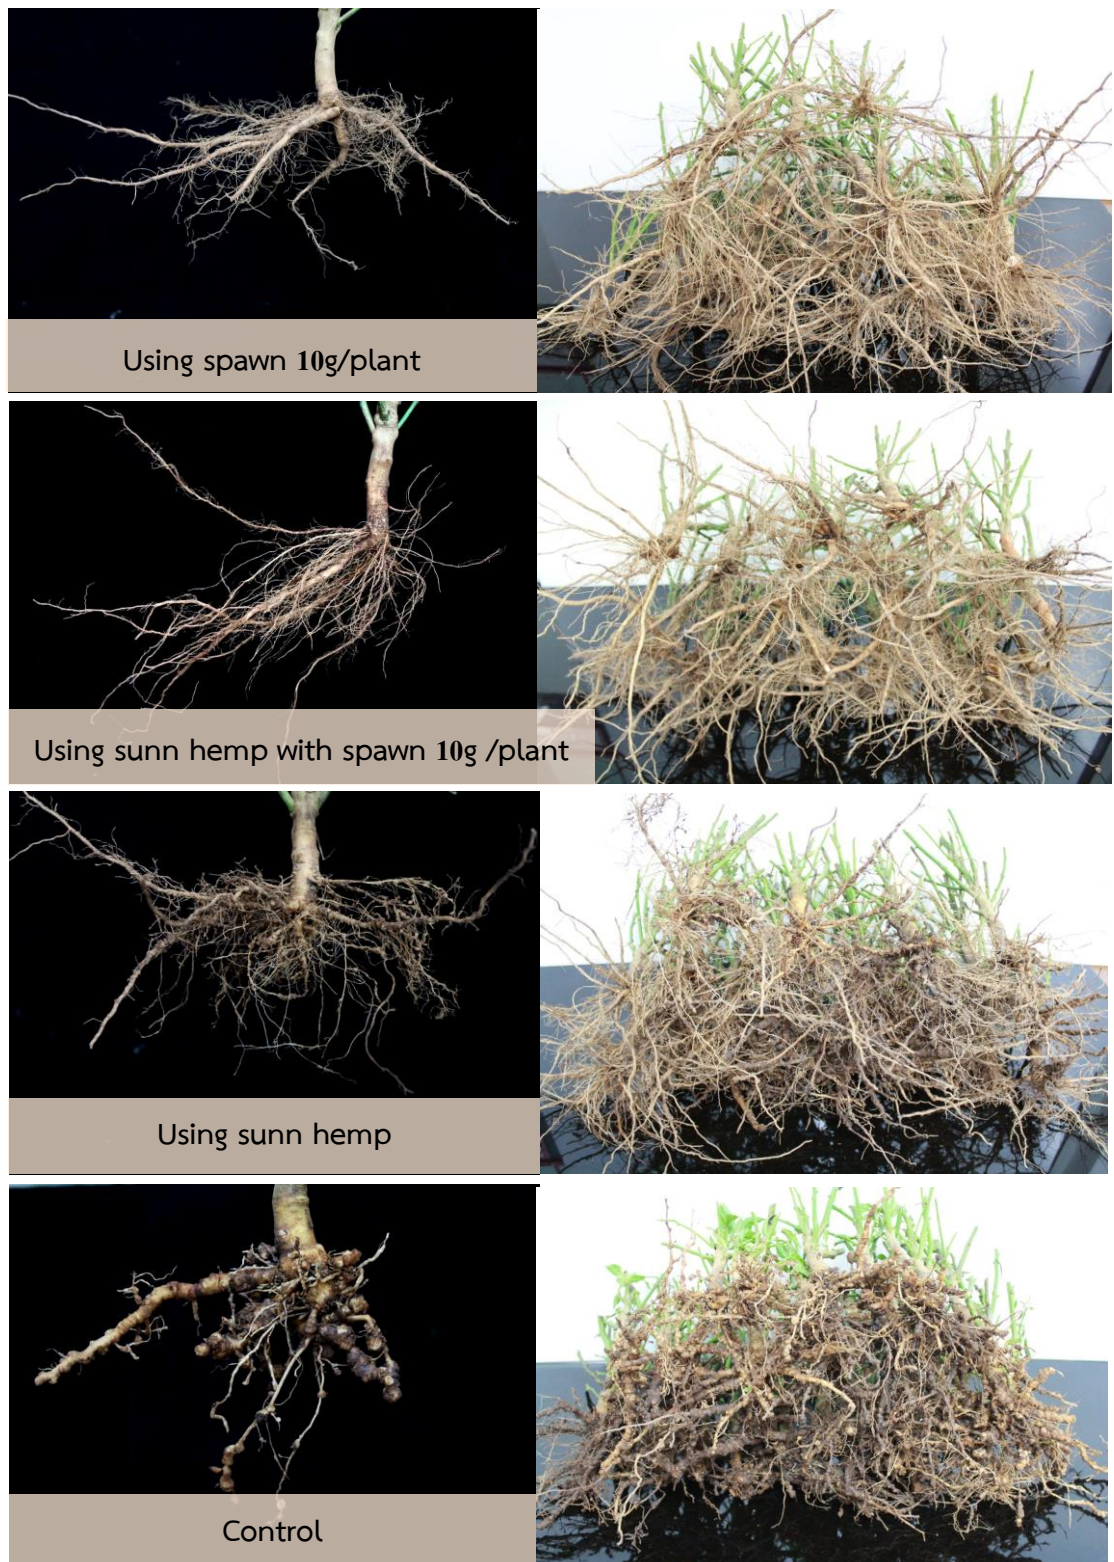 Using spawn 10g/plant
Using sunn hemp with spawn 10g /plant
Using sunn hemp
Control